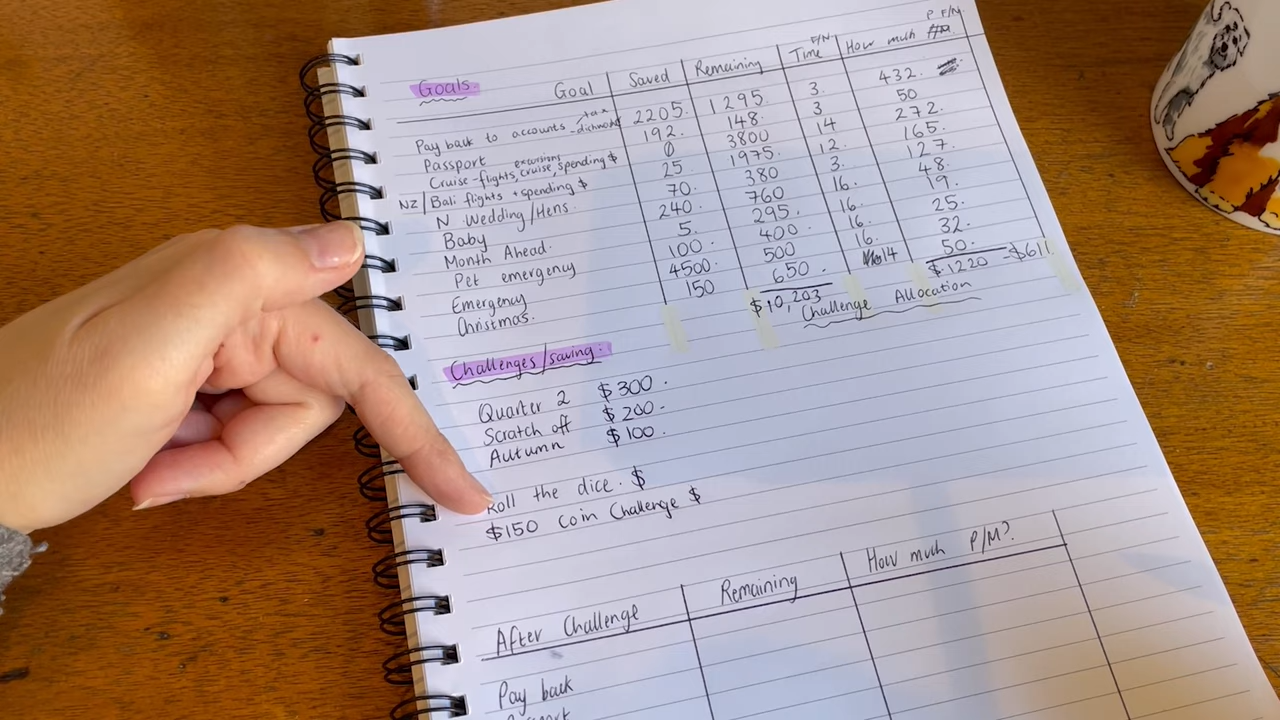 Goals. Goal Saved Remaining Time F/N How much P F/N
Pay back to accounts tax 2205. 1295 3. 432.
Passport 192. 148. 3 50
Cruise - flights, excursions, cruise, spending $ 0 3800 14 272.
NZ/Bali flights + spending $ 25 1975. 12. 165.
N Wedding/Hens. 70. 380 3. 127.
Baby 240. 760 16. 48.
Month Ahead. 5. 295. 16. 19.
Pet emergency 100. 400. 16. 25.
Emergency 4500. 500 16. 32.
Christmas. 150 650. 14 50.
$10,203 $1220 = $611
Challenge Allocation
Challenges/saving:
Quarter 2 $300.
Scratch off $200.
Autumn $100.
Roll the dice. $
$150 Coin Challenge $
After Challenge Remaining How much P/M?
Pay back